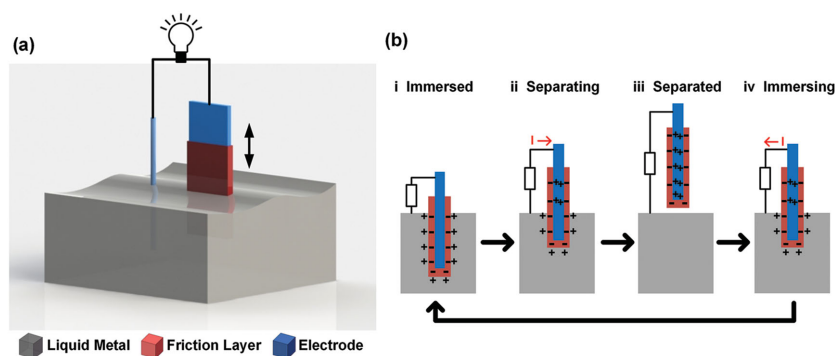 (a)
Liquid Metal Friction Layer Electrode
(b)
i Immersed ii Separating iii Separated iv Immersing
I I